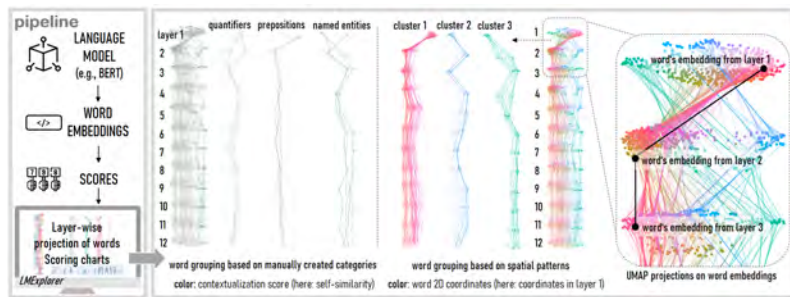 pipeline
LANGUAGE
MODEL
(e.g., BERT)
WORD
EMBEDDINGS
</>
SCORES
Layer-wise
projection of words
Scoring charts
LMExplorer
quantifiers prepositions named entities
layer 1
2
3
4
5
6
7
8
9
10
11
12
word grouping based on manually created categories
color: contextualization score (here: self-similarity)
cluster 1 cluster 2 cluster 3
1
2
3
4
5
6
7
8
9
10
11
12
word grouping based on spatial patterns
color: word 2D coordinates (here: coordinates in layer 1)
word's embedding from layer 1
word's embedding from layer 2
word's embedding from layer 3
UMAP projections on word embeddings